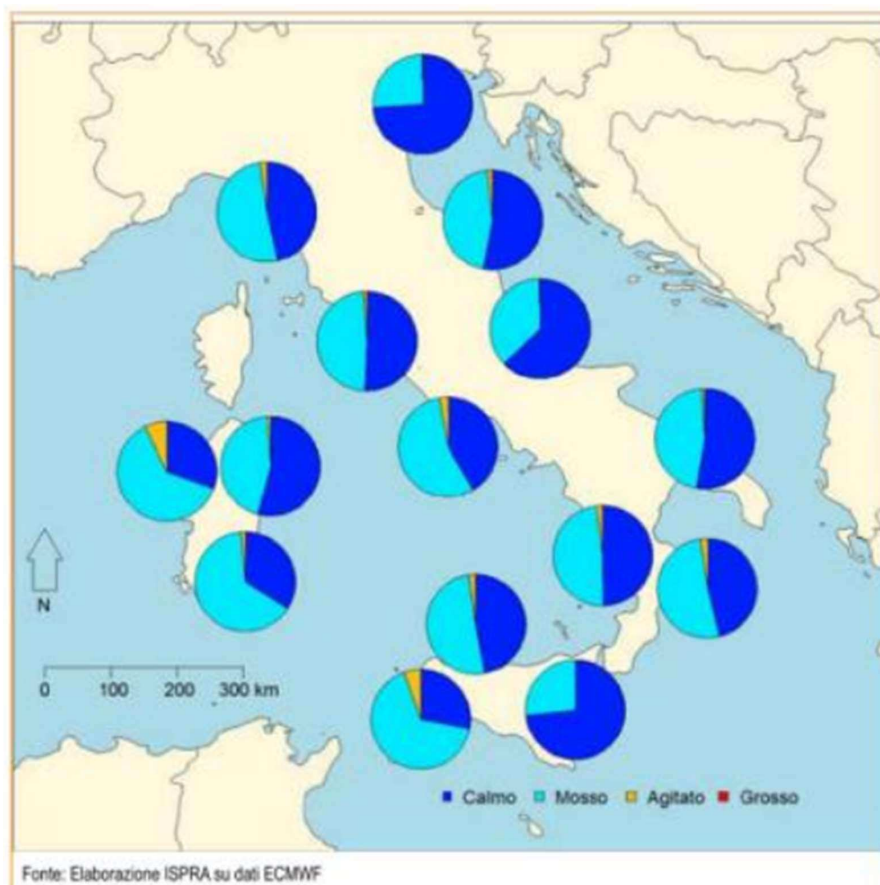 N
0 100 200 300 km
Calmo Mosso Agitato Grosso
Fonte: Elaborazione ISPRA su dati ECMWF